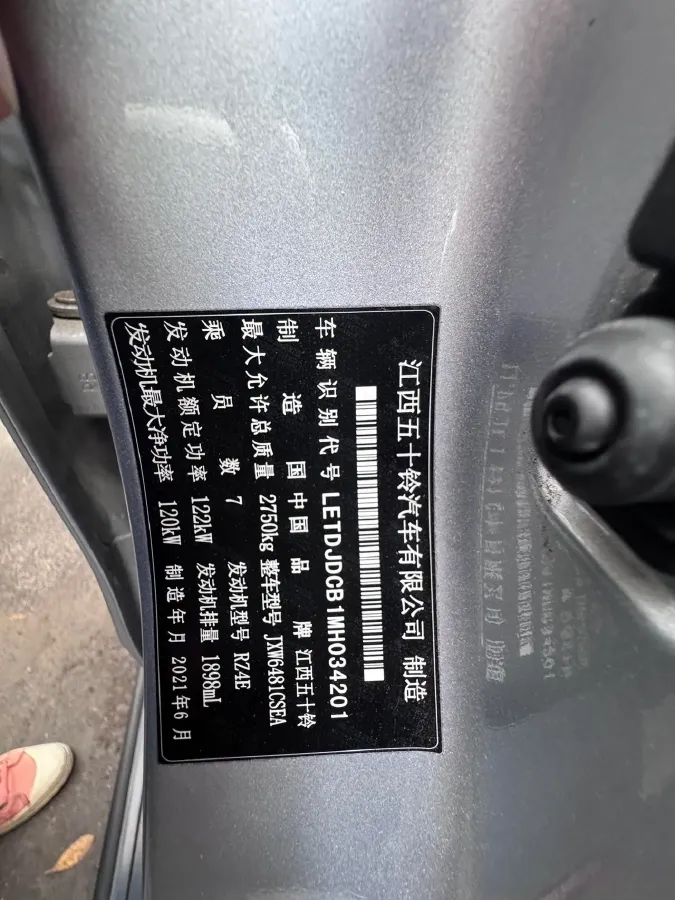 江西五十铃汽车有限公司 制造
车辆识别代号 LETDJDCB1MH034201
制造国 中国 品牌 江西五十铃
最大允许总质量 2750kg 整车型号 JXW6481CSEA
乘员数 7 发动机型号 RZ4E
发动机额定功率 122kW 发动机排量 1898mL
发动机最大净功率 120kW 制造年月 2021年6月